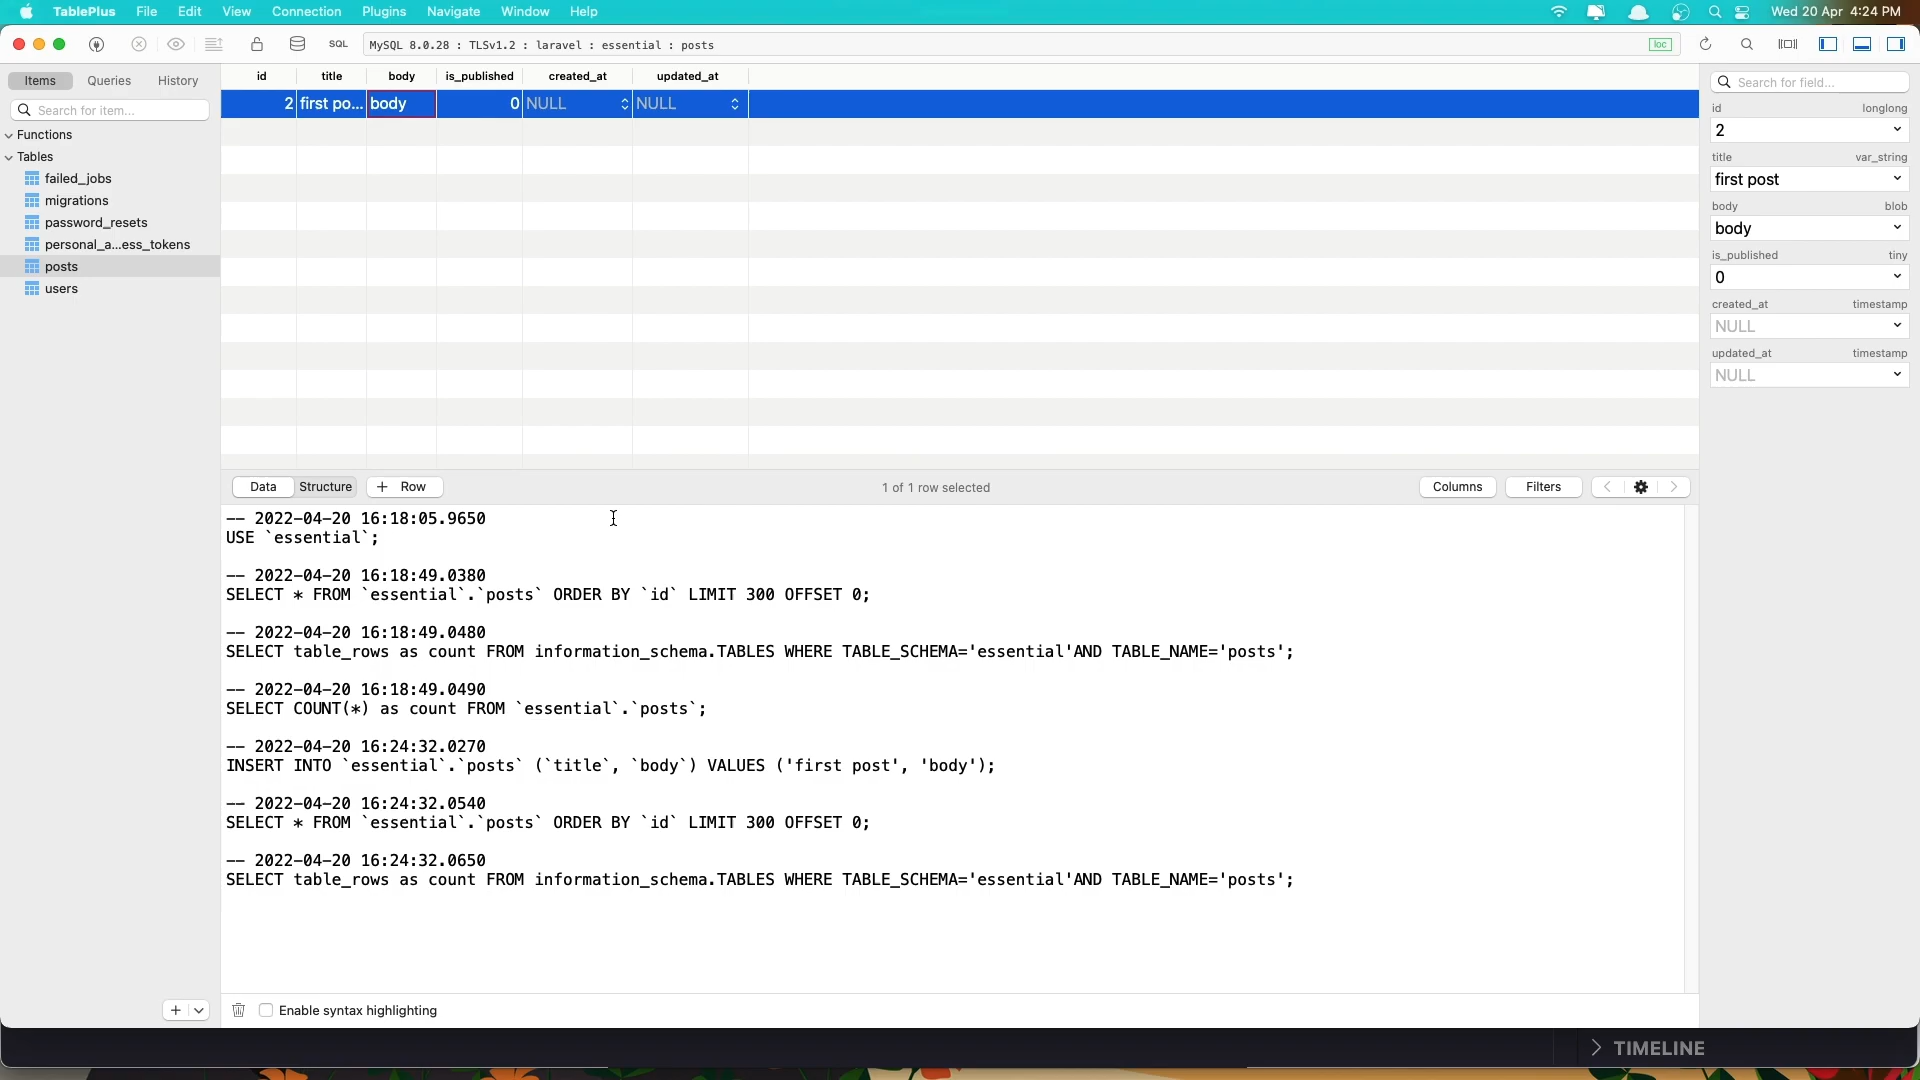 TablePlus File Edit View Connection Plugins Navigate Window Help Wed 20 Apr 4:24 PM
SQL MySQL 8.0.28 : TLSv1.2 : laravel : essential : posts loc
Items Queries History
Search for item...
Functions
Tables
failed_jobs
migrations
password_resets
personal_a...ess_tokens
posts
users
id title body is_published created_at updated_at
2 first po... body 0 NULL NULL
Data Structure + Row 1 of 1 row selected Columns Filters
-- 2022-04-20 16:18:05.9650
USE `essential`;
-- 2022-04-20 16:18:49.0380
SELECT * FROM `essential`.`posts` ORDER BY `id` LIMIT 300 OFFSET 0;
-- 2022-04-20 16:18:49.0480
SELECT table_rows as count FROM information_schema.TABLES WHERE TABLE_SCHEMA='essential'AND TABLE_NAME='posts';
-- 2022-04-20 16:18:49.0490
SELECT COUNT(*) as count FROM `essential`.`posts`;
-- 2022-04-20 16:24:32.0270
INSERT INTO `essential`.`posts` (`title`, `body`) VALUES ('first post', 'body');
-- 2022-04-20 16:24:32.0540
SELECT * FROM `essential`.`posts` ORDER BY `id` LIMIT 300 OFFSET 0;
-- 2022-04-20 16:24:32.0650
SELECT table_rows as count FROM information_schema.TABLES WHERE TABLE_SCHEMA='essential'AND TABLE_NAME='posts';
Enable syntax highlighting
Search for field...
id longlong
2
title var_string
first post
body blob
body
is_published tiny
0
created_at timestamp
NULL
updated_at timestamp
NULL
TIMELINE